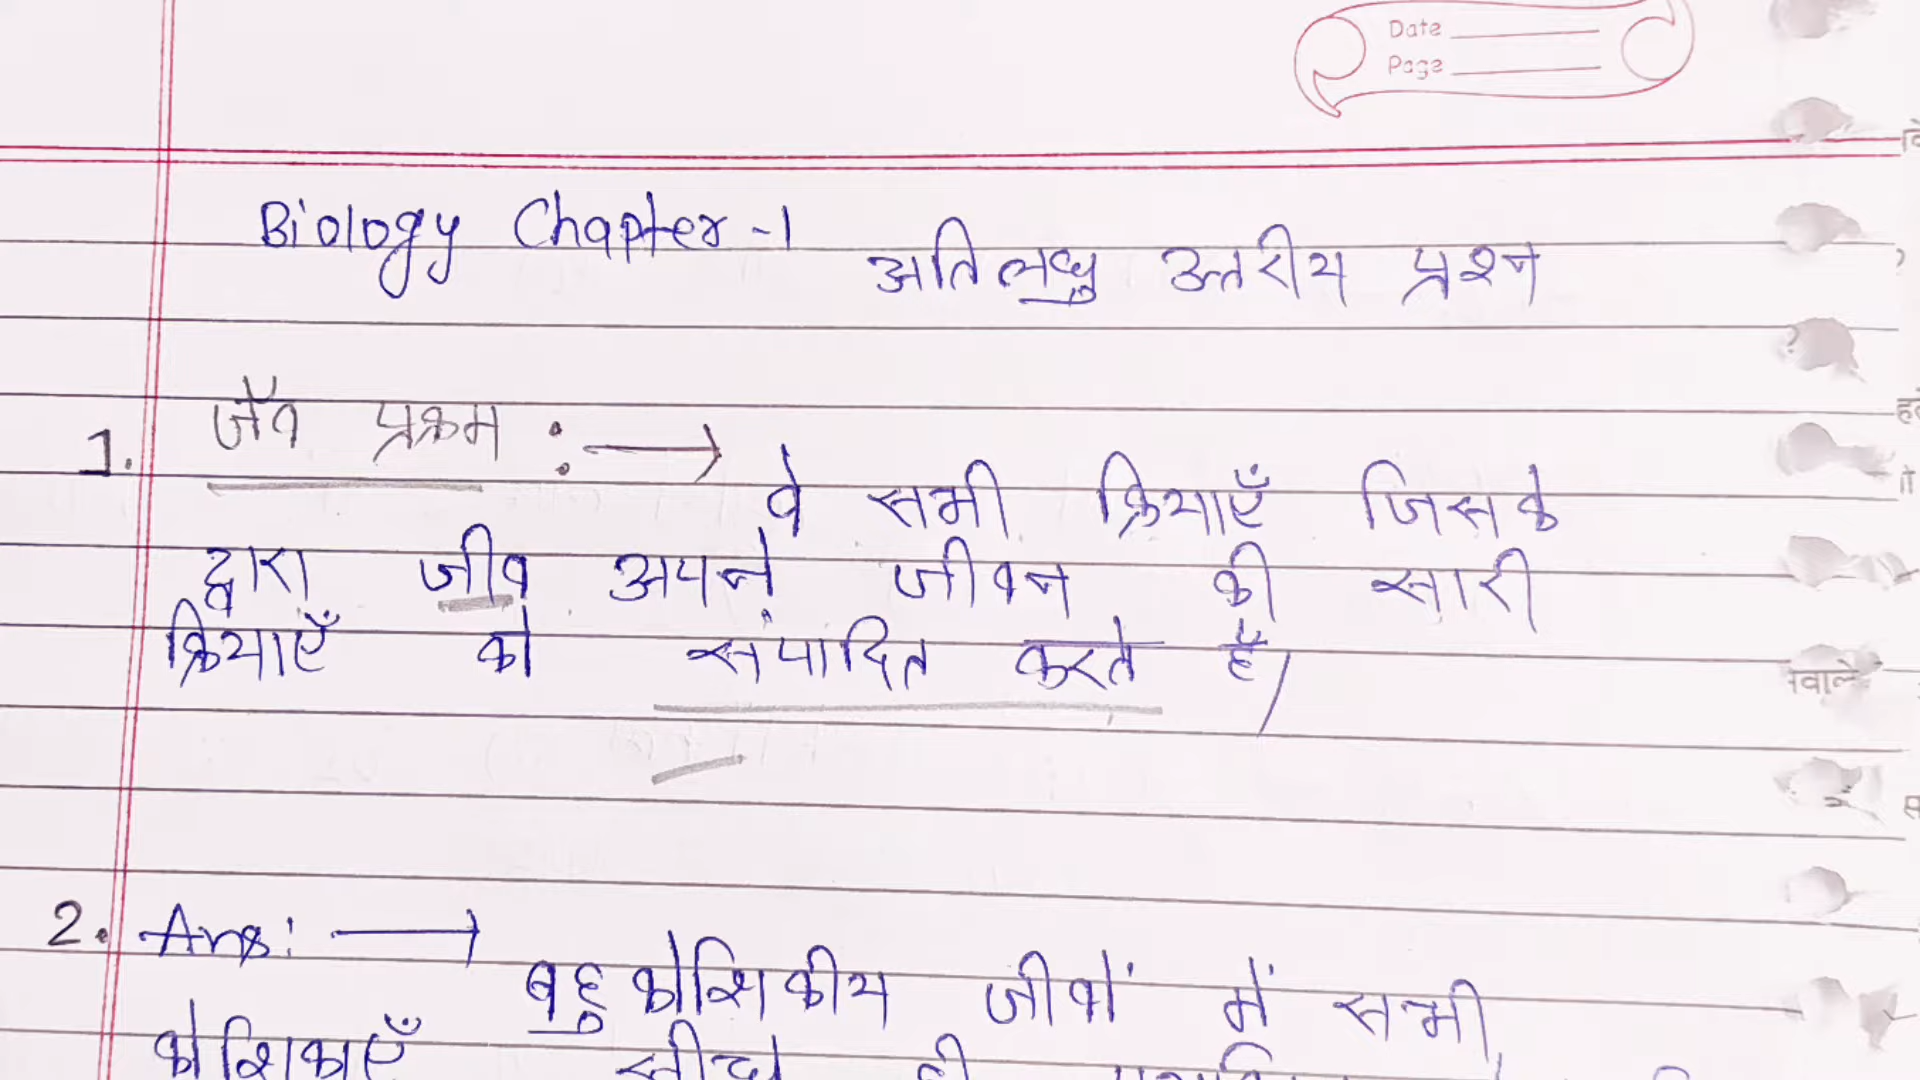 Date
Page
Biology Chapter -1
अतिलघु उत्तरीय प्रश्न
1. जैव प्रक्रम :→
वे सभी क्रियाएँ जिसके
द्वारा जीव अपने जीवन की सारी
क्रियाएँ को संपादित करते हैं।
2. Ans: →
बहुकोशिकीय जीवों में सभी
कोशिकाएँ